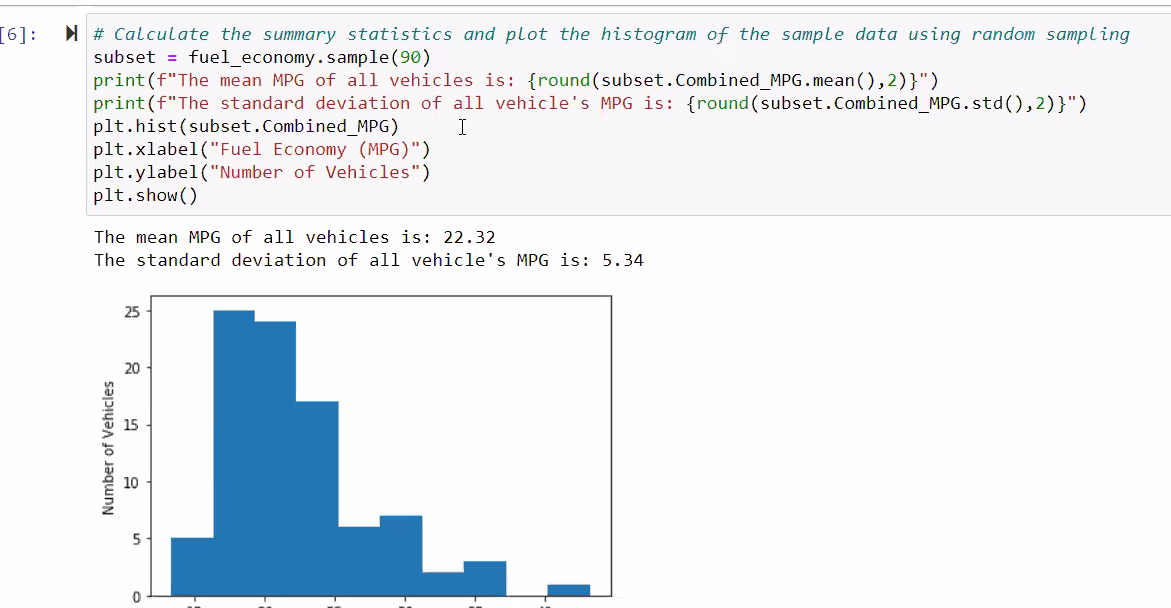 [6]:
# Calculate the summary statistics and plot the histogram of the sample data using random sampling
subset = fuel_economy.sample(90)
print(f"The mean MPG of all vehicles is: {round(subset.Combined_MPG.mean(),2)}")
print(f"The standard deviation of all vehicle's MPG is: {round(subset.Combined_MPG.std(),2)}")
plt.hist(subset.Combined_MPG)
plt.xlabel("Fuel Economy (MPG)")
plt.ylabel("Number of Vehicles")
plt.show()
The mean MPG of all vehicles is: 22.32
The standard deviation of all vehicle's MPG is: 5.34
25
20
15
10
5
0
Number of Vehicles